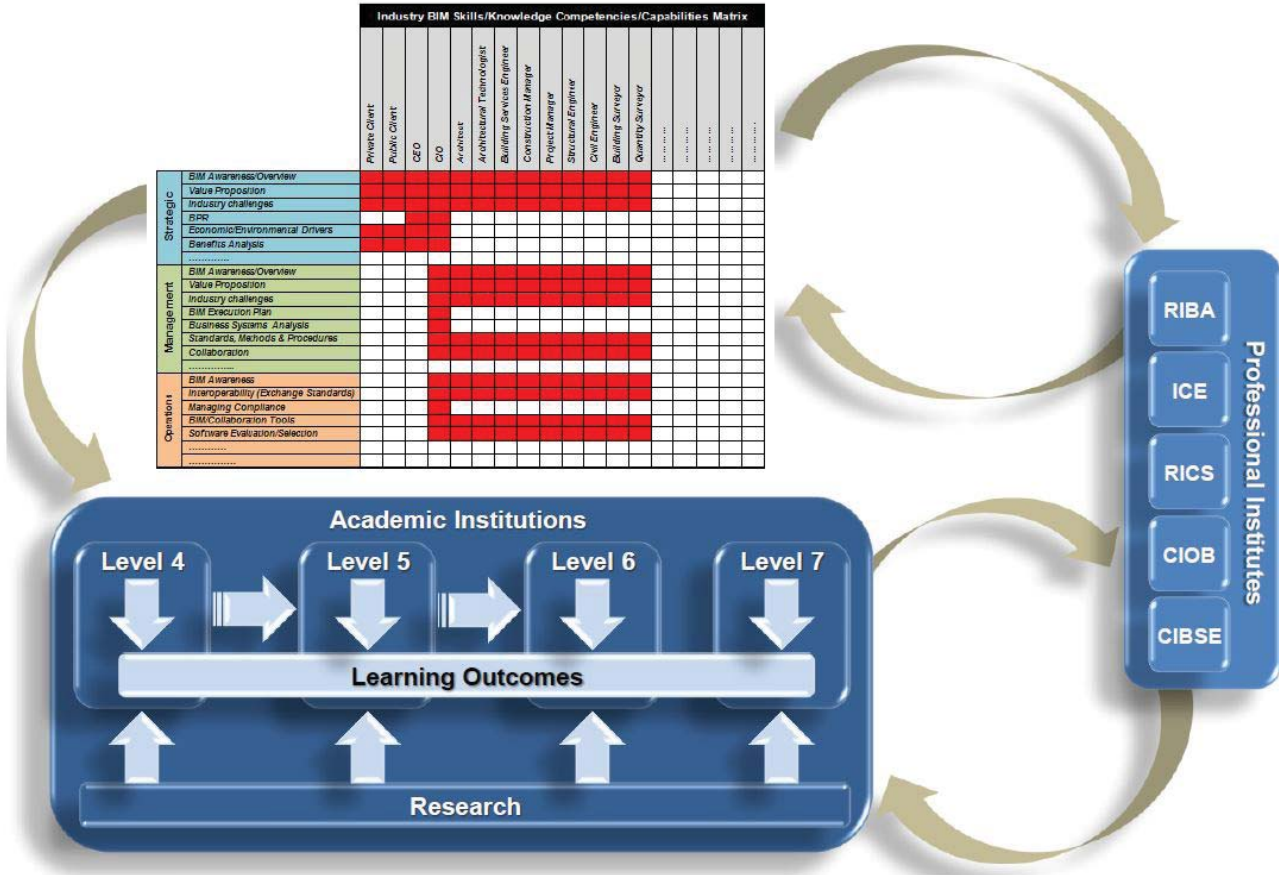 Industry BIM Skills/Knowledge Competencies/Capabilities Matrix
Private Client
Public Client
CEO
CIO
Architect
Architectural Technologist
Building Services Engineer
Construction Manager
Project Manager
Structural Engineer
Civil Engineer
Building Surveyor
Quantity Surveyor
... ... ... ...
... ... ... ...
... ... ... ...
... ... ... ...
... ... ... ...
Strategic
BIM Awareness/Overview
Value Proposition
Industry challenges
BPR
Economic/Environmental Drivers
Benefits Analysis
.............
Management
BIM Awareness/Overview
Value Proposition
Industry challenges
BIM Execution Plan
Business Systems Analysis
Standards, Methods & Procedures
Collaboration
...............
Operations
BIM Awareness
Interoperability (Exchange Standards)
Managing Compliance
BIM/Collaboration Tools
Software Evaluation/Selection
............
...............
Academic Institutions
Level 4
Level 5
Level 6
Level 7
Learning Outcomes
Research
RIBA
ICE
RICS
CIOB
CIBSE
Professional Institutes